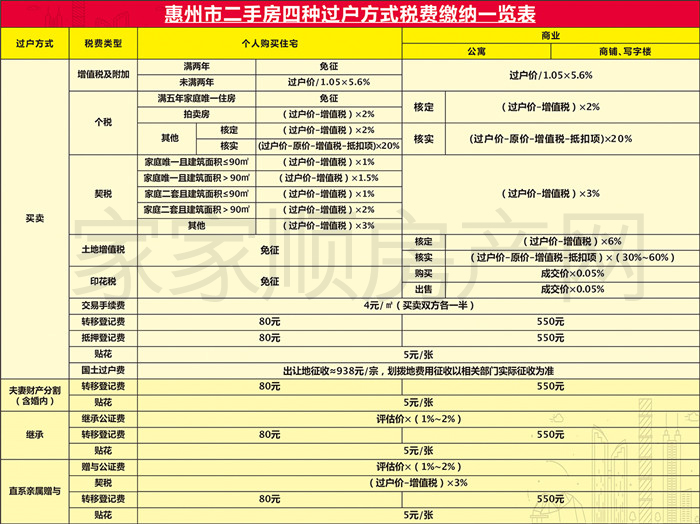 惠州市二手房四种过户方式税费缴纳一览表
过户方式 税费类型 个人购买住宅 商业
公寓 商铺、写字楼
买卖 增值税及附加 满两年 免征 过户价/1.05×5.6%
未满两年 过户价/1.05×5.6%
个税 满五年家庭唯一住房 免征 核定 (过户价-增值税)×2%
拍卖房 (过户价-增值税)×2%
其他 核定 (过户价-增值税)×2% 核实 (过户价-原价-增值税-抵扣项)×20%
核实 (过户价-原价-增值税-抵扣项)×20%
契税 家庭唯一且建筑面积≤90㎡ (过户价-增值税)×1% (过户价-增值税)×3%
家庭唯一且建筑面积>90㎡ (过户价-增值税)×1.5%
家庭二套且建筑面积≤90㎡ (过户价-增值税)×1%
家庭二套且建筑面积>90㎡ (过户价-增值税)×2%
其他 (过户价-增值税)×3%
土地增值税 免征 核定 (过户价-增值税)×6%
核实 (过户价-原价-增值税-抵扣项)×(30%~60%)
印花税 免征 购买 成交价×0.05%
出售 成交价×0.05%
交易手续费 4元/㎡(买卖双方各一半)
转移登记费 80元 550元
抵押登记费 80元 550元
贴花 5元/张
国土过户费 出让地征收≈938元/宗，划拨地费用征收以相关部门实际征收为准
夫妻财产分割
(含婚内) 转移登记费 80元 550元
贴花 5元/张
继承 继承公证费 评估价×(1%~2%)
转移登记费 80元 550元
贴花 5元/张
直系亲属赠与 赠与公证费 评估价×(1%~2%)
契税 (过户价-增值税)×3%
转移登记费 80元 550元
贴花 5元/张
家家顺房产网